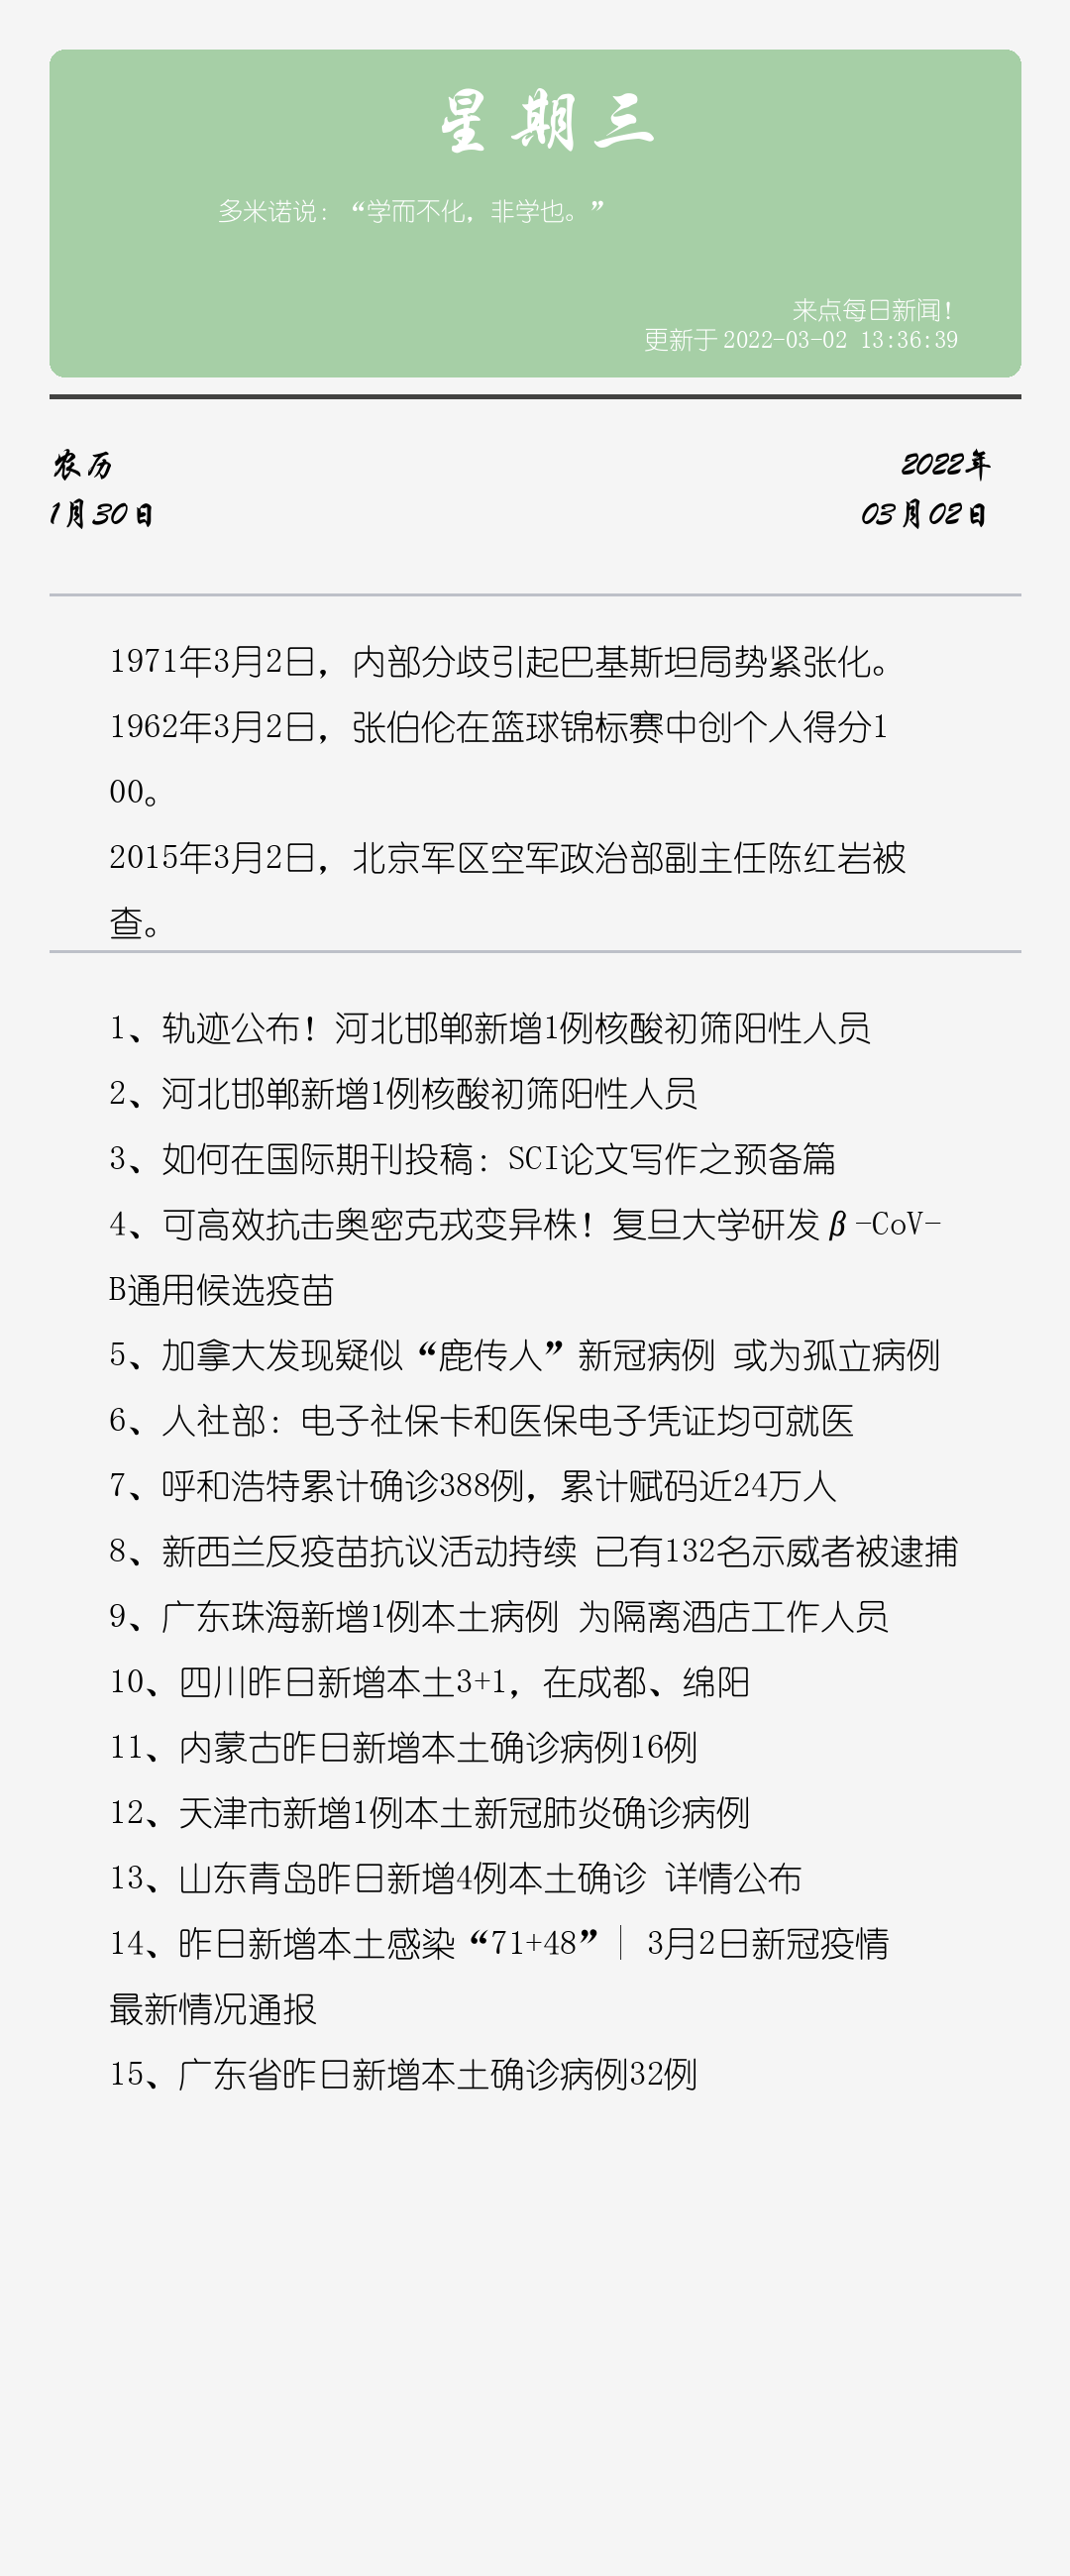 星期三
多米诺说：“学而不化，非学也。”
来点每日新闻！
更新于2022-03-02 13:36:39
农历
2022年
1月30日
03月02日
1971年3月2日，内部分歧引起巴基斯坦局势紧张化。
1962年3月2日，张伯伦在篮球锦标赛中创个人得分1
00。
2015年3月2日，北京军区空军政治部副主任陈红岩被
查。
1、轨迹公布！河北邯郸新增1例核酸初筛阳性人员
2、河北邯郸新增1例核酸初筛阳性人员
3、如何在国际期刊投稿：SCI论文写作之预备篇
4、可高效抗击奥密克戎变异株！复旦大学研发β-CoV-
B通用候选疫苗
5、加拿大发现疑似“鹿传人”新冠病例 或为孤立病例
6、人社部：电子社保卡和医保电子凭证均可就医
7、呼和浩特累计确诊388例，累计赋码近24万人
8、新西兰反疫苗抗议活动持续 已有132名示威者被逮捕
9、广东珠海新增1例本土病例 为隔离酒店工作人员
10、四川昨日新增本土3+1，在成都、绵阳
11、内蒙古昨日新增本土确诊病例16例
12、天津市新增1例本土新冠肺炎确诊病例
13、山东青岛昨日新增4例本土确诊 详情公布
14、昨日新增本土感染“71+48”│ 3月2日新冠疫情
最新情况通报
15、广东省昨日新增本土确诊病例32例